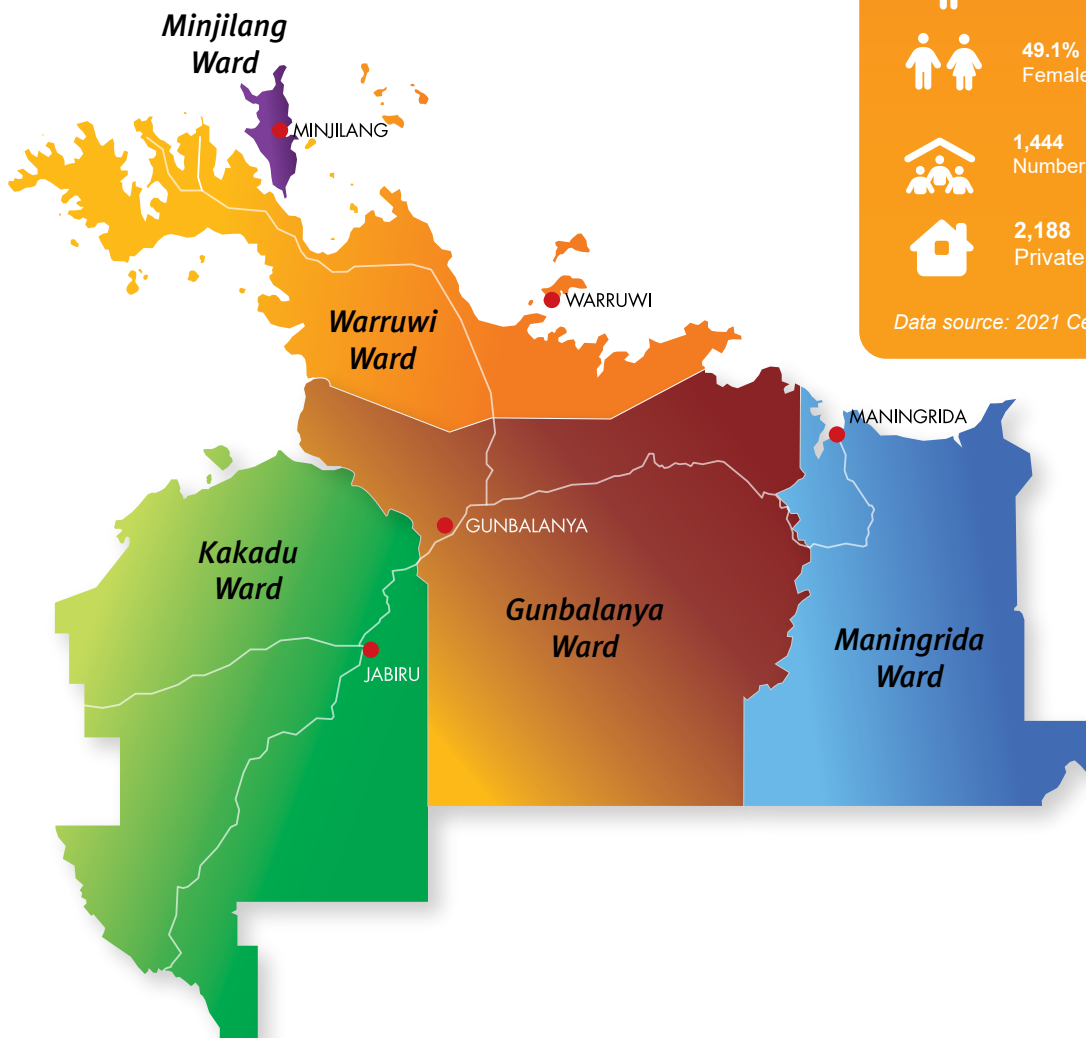 Minjilang
Ward
49.1%
Female
1,444
Number
2,188
Private
Data source: 2021 Ce
MINJILANG
WARRUWI
Warruwi
Ward
MANINGRIDA
GUNBALANYA
Kakadu
Ward
Gunbalanya
Ward
Maningrida
Ward
JABIRU